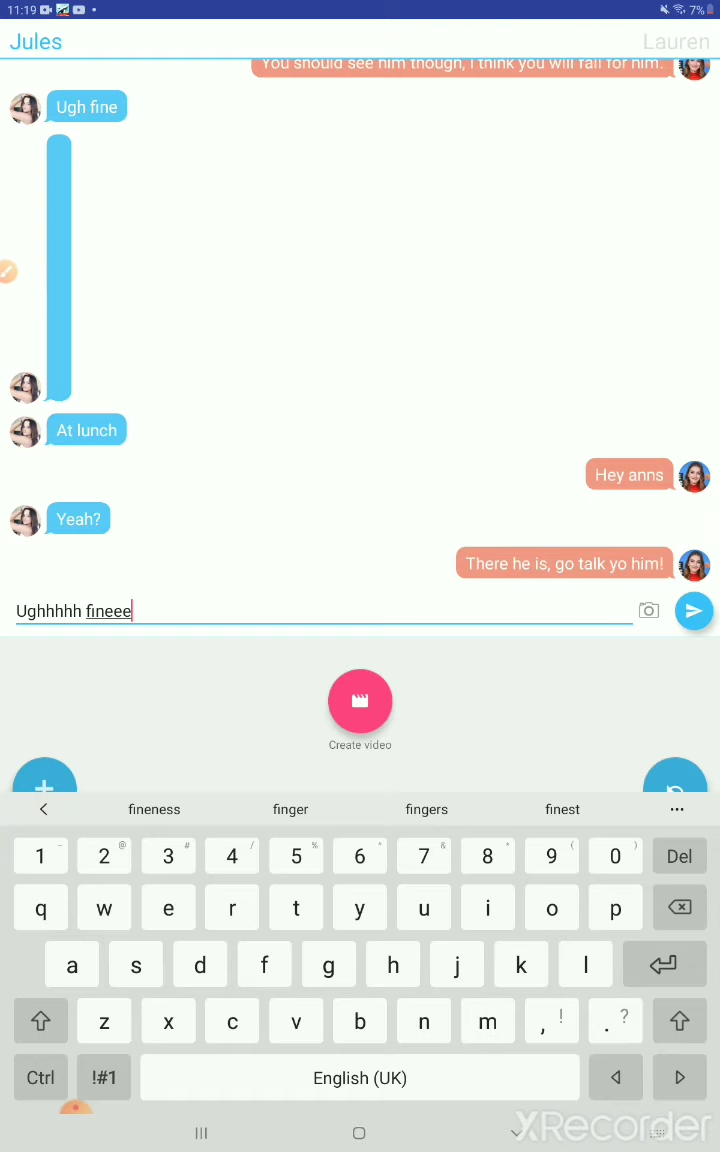 11:19
7%
Jules
Lauren
You should see him though, I think you will fall for him.
Ugh fine
At lunch
Hey anns
Yeah?
There he is, go talk yo him!
Ughhhhh fineee
Create video
fineness finger fingers finest
1 2 3 4 5 6 7 8 9 0 Del
q w e r t y u i o p
a s d f g h j k l
z x c v b n m , ! . ?
Ctrl !#1 English (UK)
XRecorder